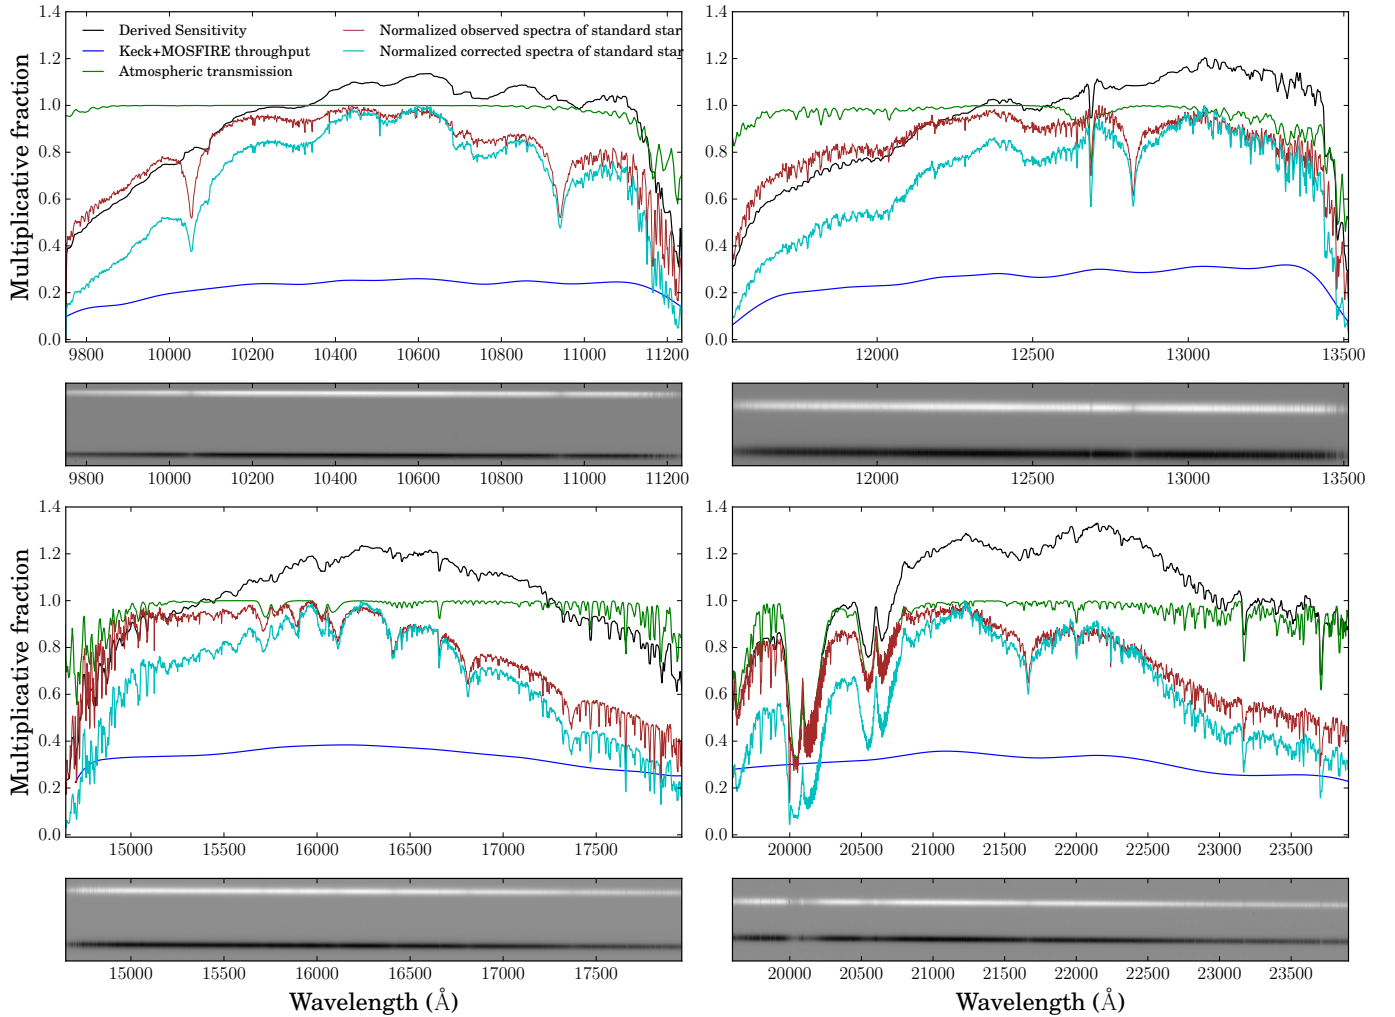 1.4
1.2
1.0
0.8
0.6
0.4
0.2
0.0
Multiplicative fraction
Derived Sensitivity
Keck+MOSFIRE throughput
Atmospheric transmission
Normalized observed spectra of standard star
Normalized corrected spectra of standard star
9800 10000 10200 10400 10600 10800 11000 11200
1.4
1.2
1.0
0.8
0.6
0.4
0.2
0.0
Multiplicative fraction
12000 12500 13000 13500
9800 10000 10200 10400 10600 10800 11000 11200
12000 12500 13000 13500
1.4
1.2
1.0
0.8
0.6
0.4
0.2
0.0
Multiplicative fraction
15000 15500 16000 16500 17000 17500
1.4
1.2
1.0
0.8
0.6
0.4
0.2
0.0
Multiplicative fraction
20000 20500 21000 21500 22000 22500 23000 23500
15000 15500 16000 16500 17000 17500
Wavelength (Å)
20000 20500 21000 21500 22000 22500 23000 23500
Wavelength (Å)